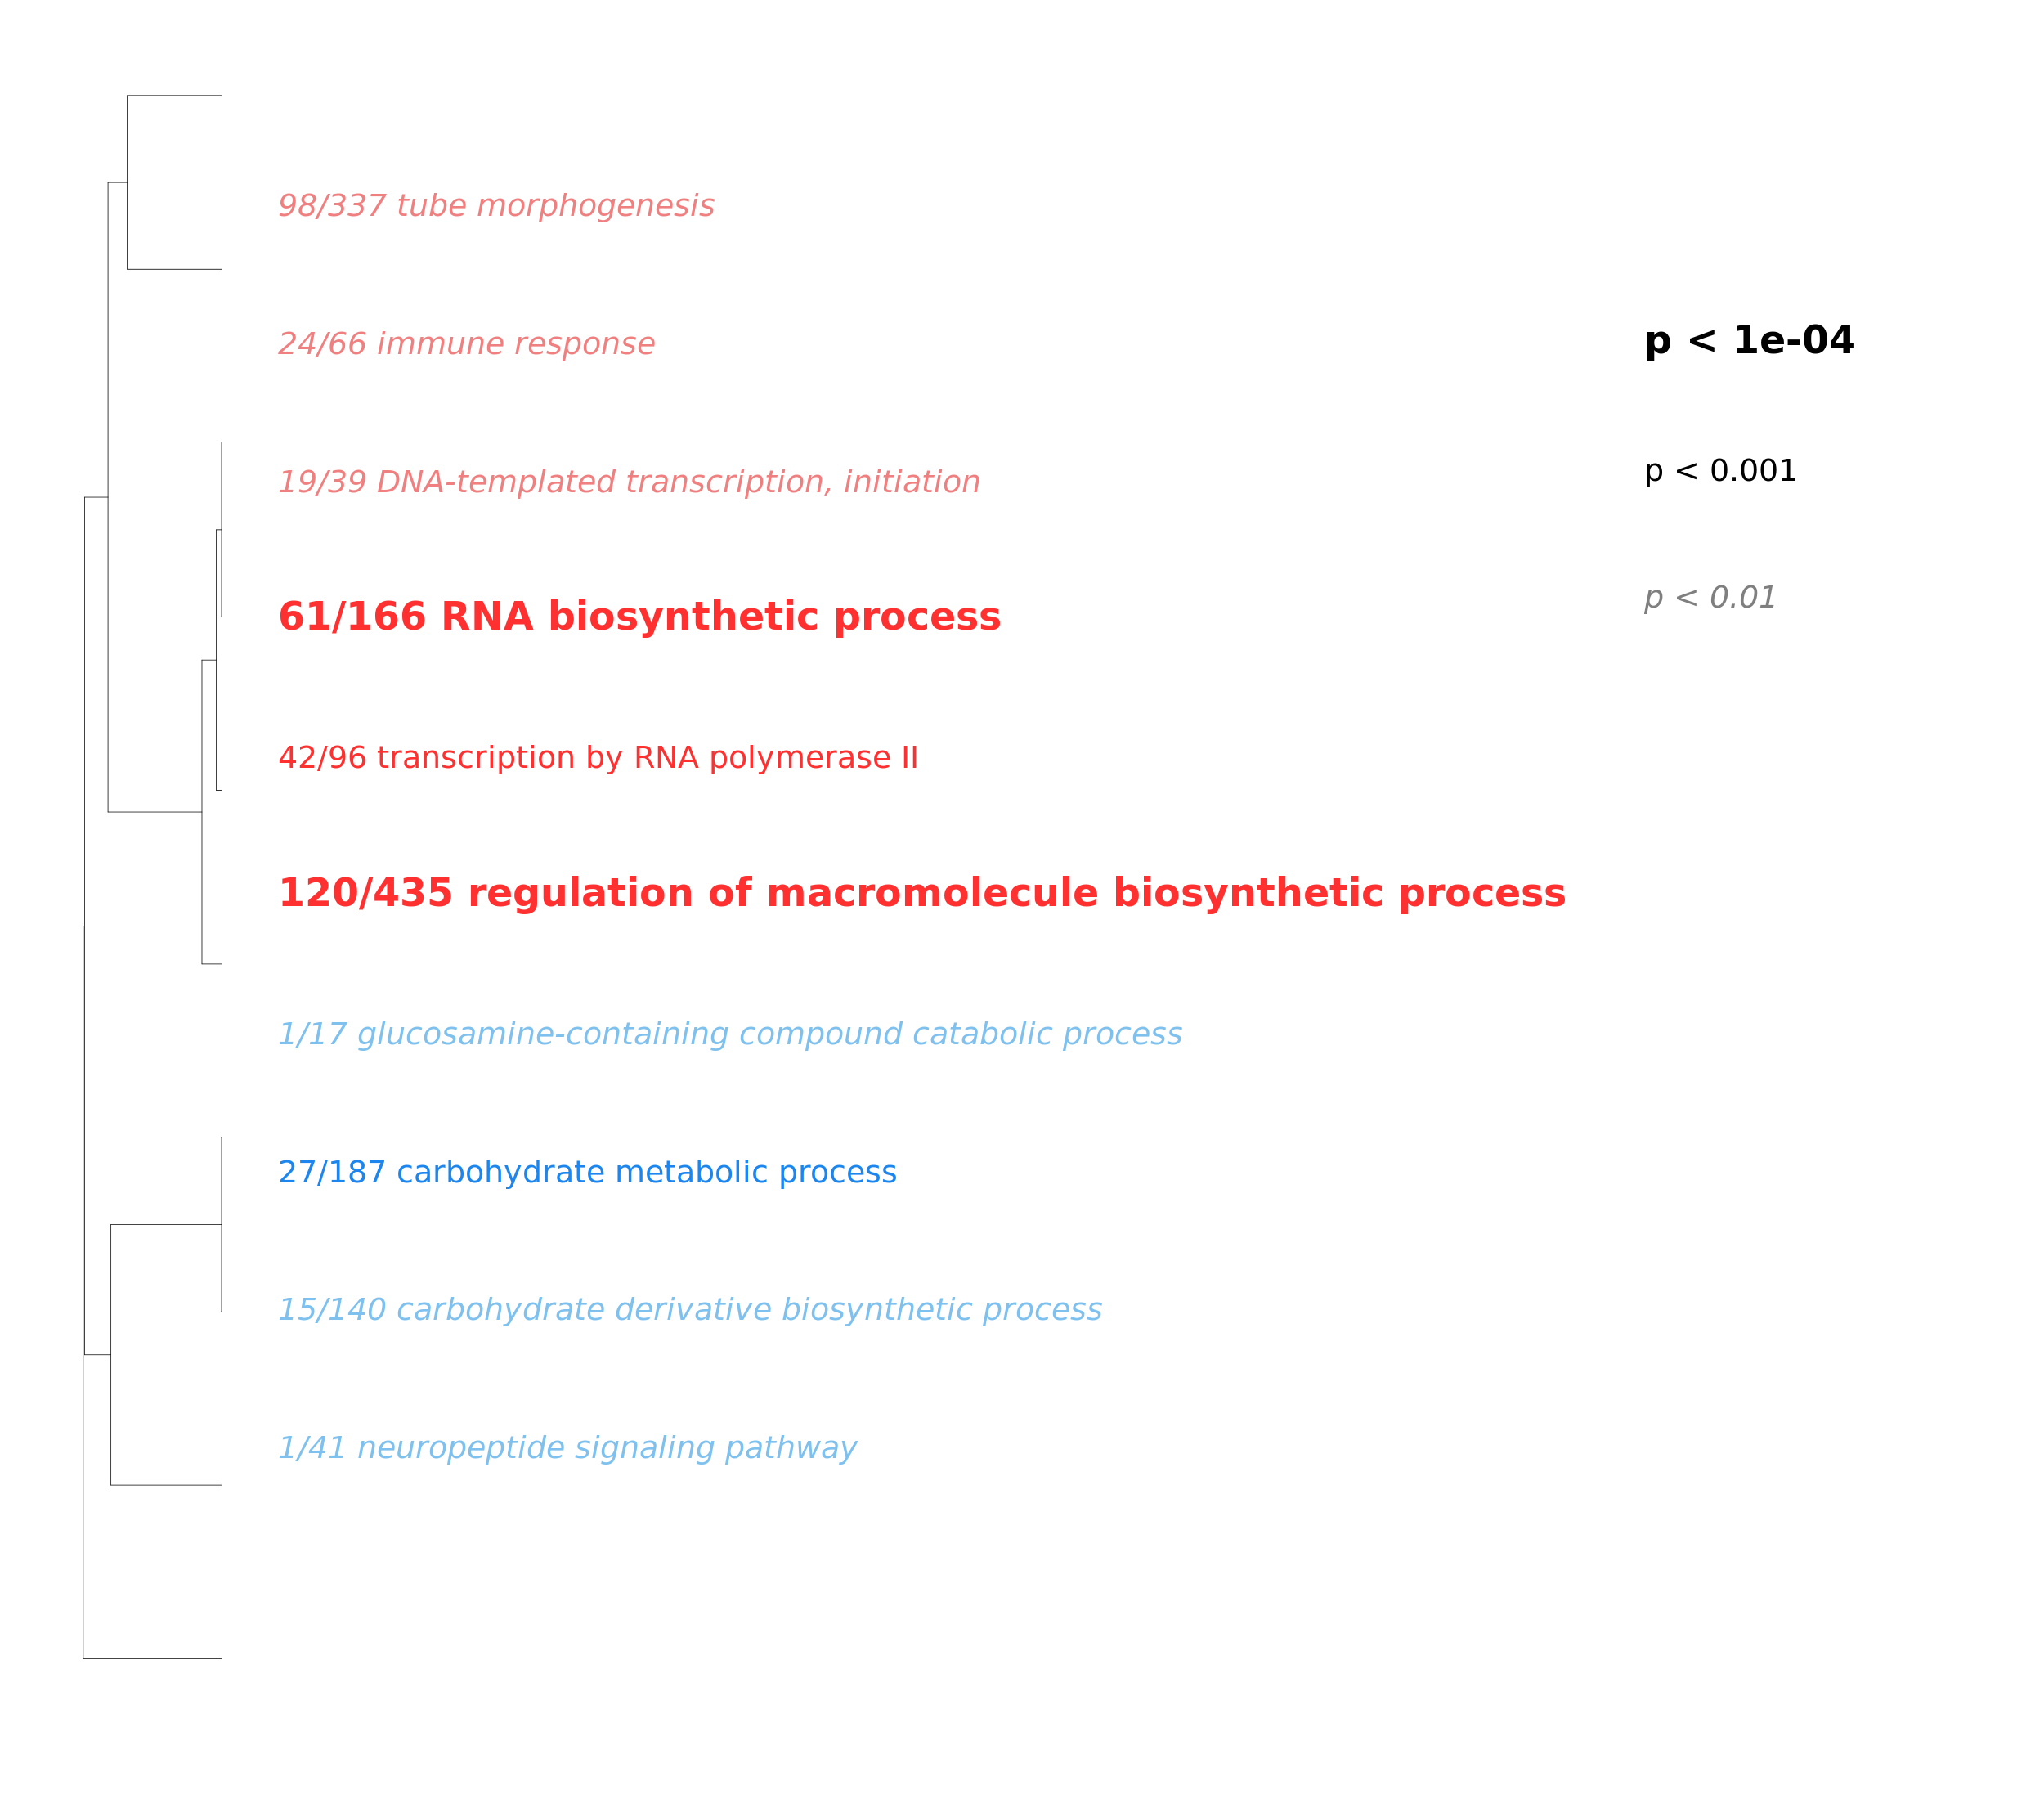 98/337 tube morphogenesis
24/66 immune response
p < 1e-04
19/39 DNA-templated transcription, initiation
p < 0.001
61/166 RNA biosynthetic process
p < 0.01
42/96 transcription by RNA polymerase II
120/435 regulation of macromolecule biosynthetic process
1/17 glucosamine-containing compound catabolic process
27/187 carbohydrate metabolic process
15/140 carbohydrate derivative biosynthetic process
1/41 neuropeptide signaling pathway